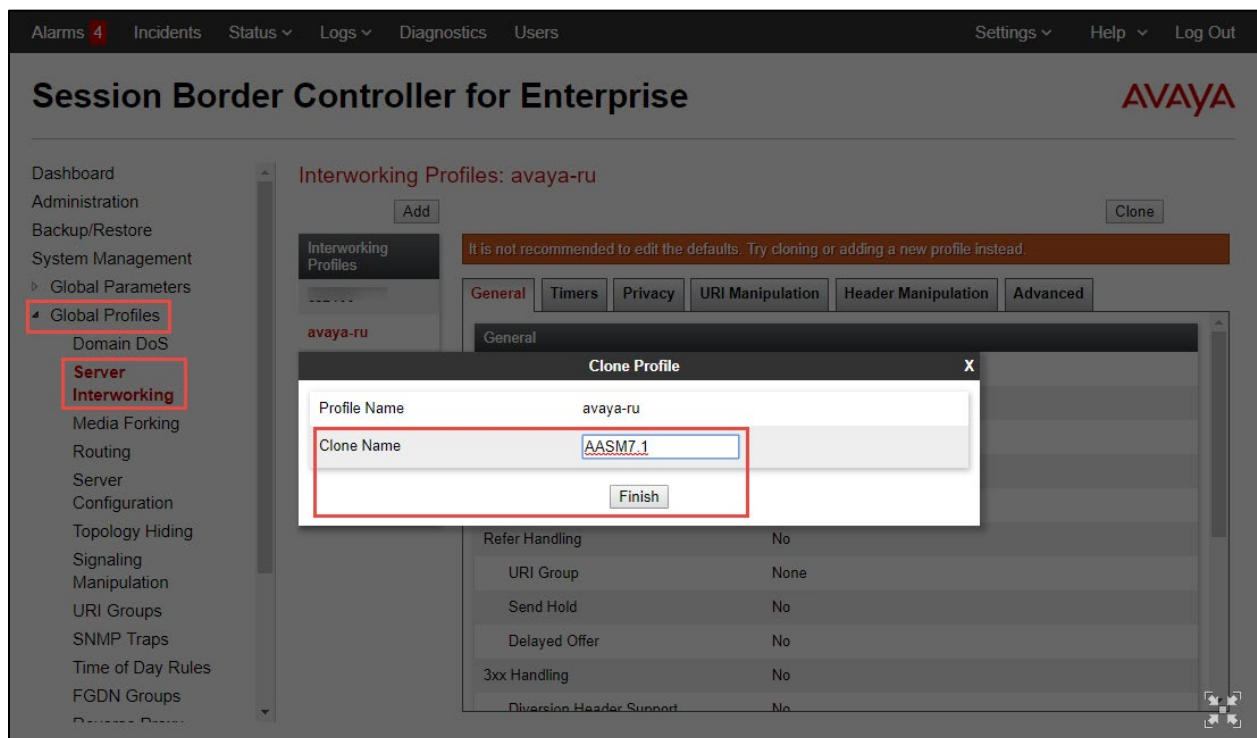 Alarms 4 Incidents Status Logs Diagnostics Users Settings Help Log Out
Session Border Controller for Enterprise
AVAYA
Dashboard
Administration
Backup/Restore
System Management
Global Parameters
Global Profiles
Domain DoS
Server
Interworking
Media Forking
Routing
Server
Configuration
Topology Hiding
Signaling
Manipulation
URI Groups
SNMP Traps
Time of Day Rules
FGDN Groups
Reverse Proxy
Interworking Profiles: avaya-ru
Add
Clone
Interworking
Profiles
avaya-ru
It is not recommended to edit the defaults. Try cloning or adding a new profile instead.
General Timers Privacy URI Manipulation Header Manipulation Advanced
General
Clone Profile X
Profile Name avaya-ru
Clone Name AASM7.1
Finish
Refer Handling No
URI Group None
Send Hold No
Delayed Offer No
3xx Handling No
Diversion Header Support No